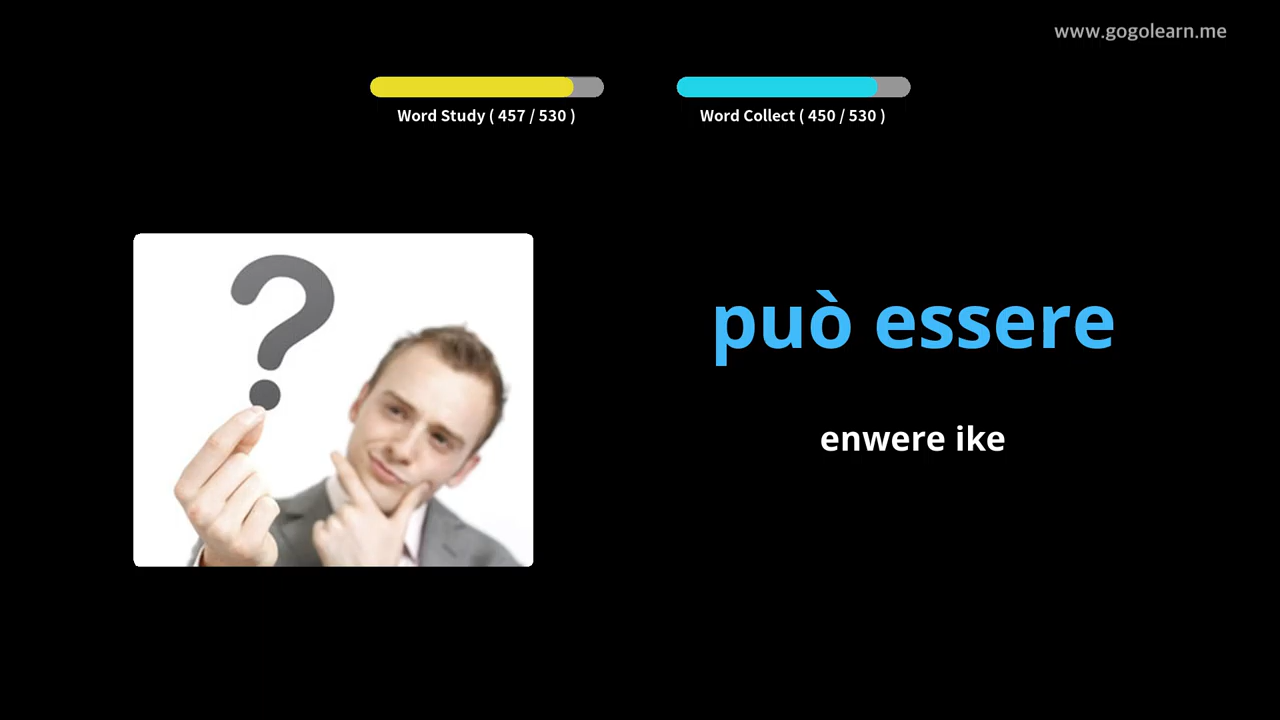 www.gogolearn.me
Word Study ( 457 / 530 )
Word Collect ( 450 / 530 )
può essere
enwere ike